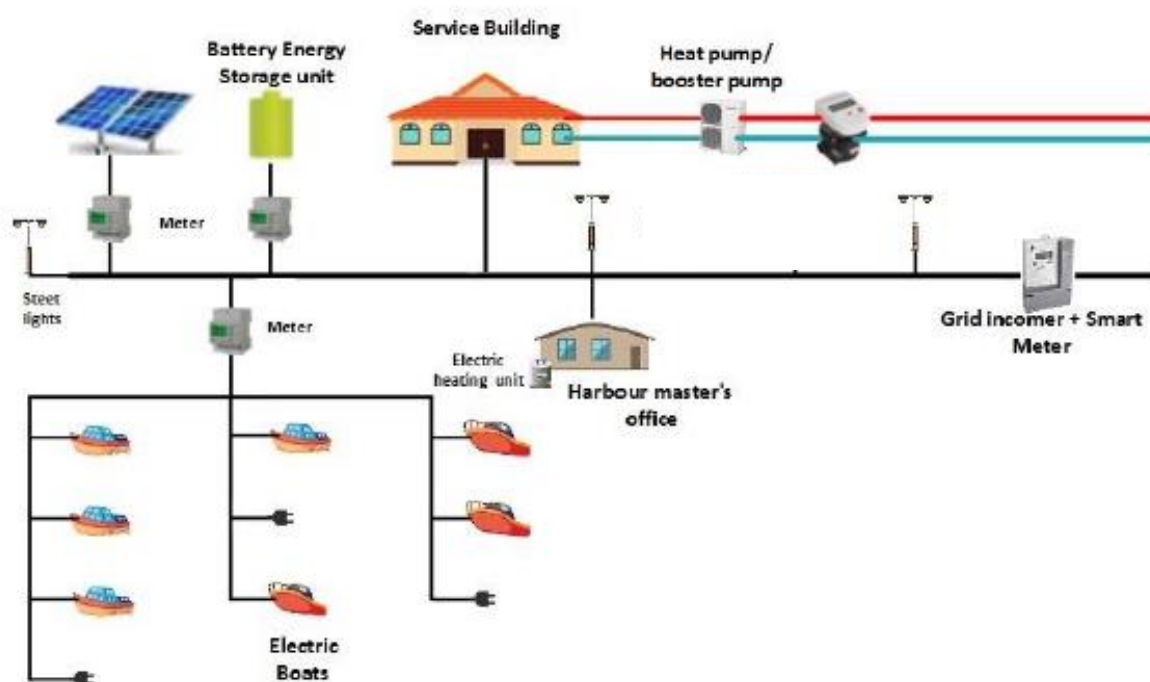 Service Building
Battery Energy
Storage unit
Heat pump/
booster pump
Meter
Steet
lights
Meter
Grid incomer + Smart
Meter
Electric
heating unit
Harbour master's
office
Electric
Boats